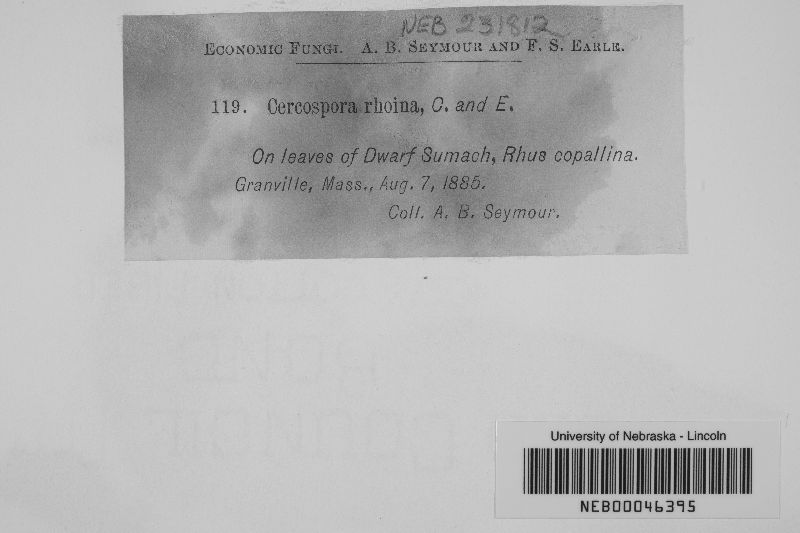 NEB 231812
ECONOMIC FUNGI. A. B. SEYMOUR AND F. S. EARLE.
119. Cercospora rhoina, C. and E.
On leaves of Dwarf Sumach, Rhus copallina.
Granville, Mass., Aug. 7, 1885.
Coll. A. B. Seymour.
University of Nebraska - Lincoln
NEB00046395